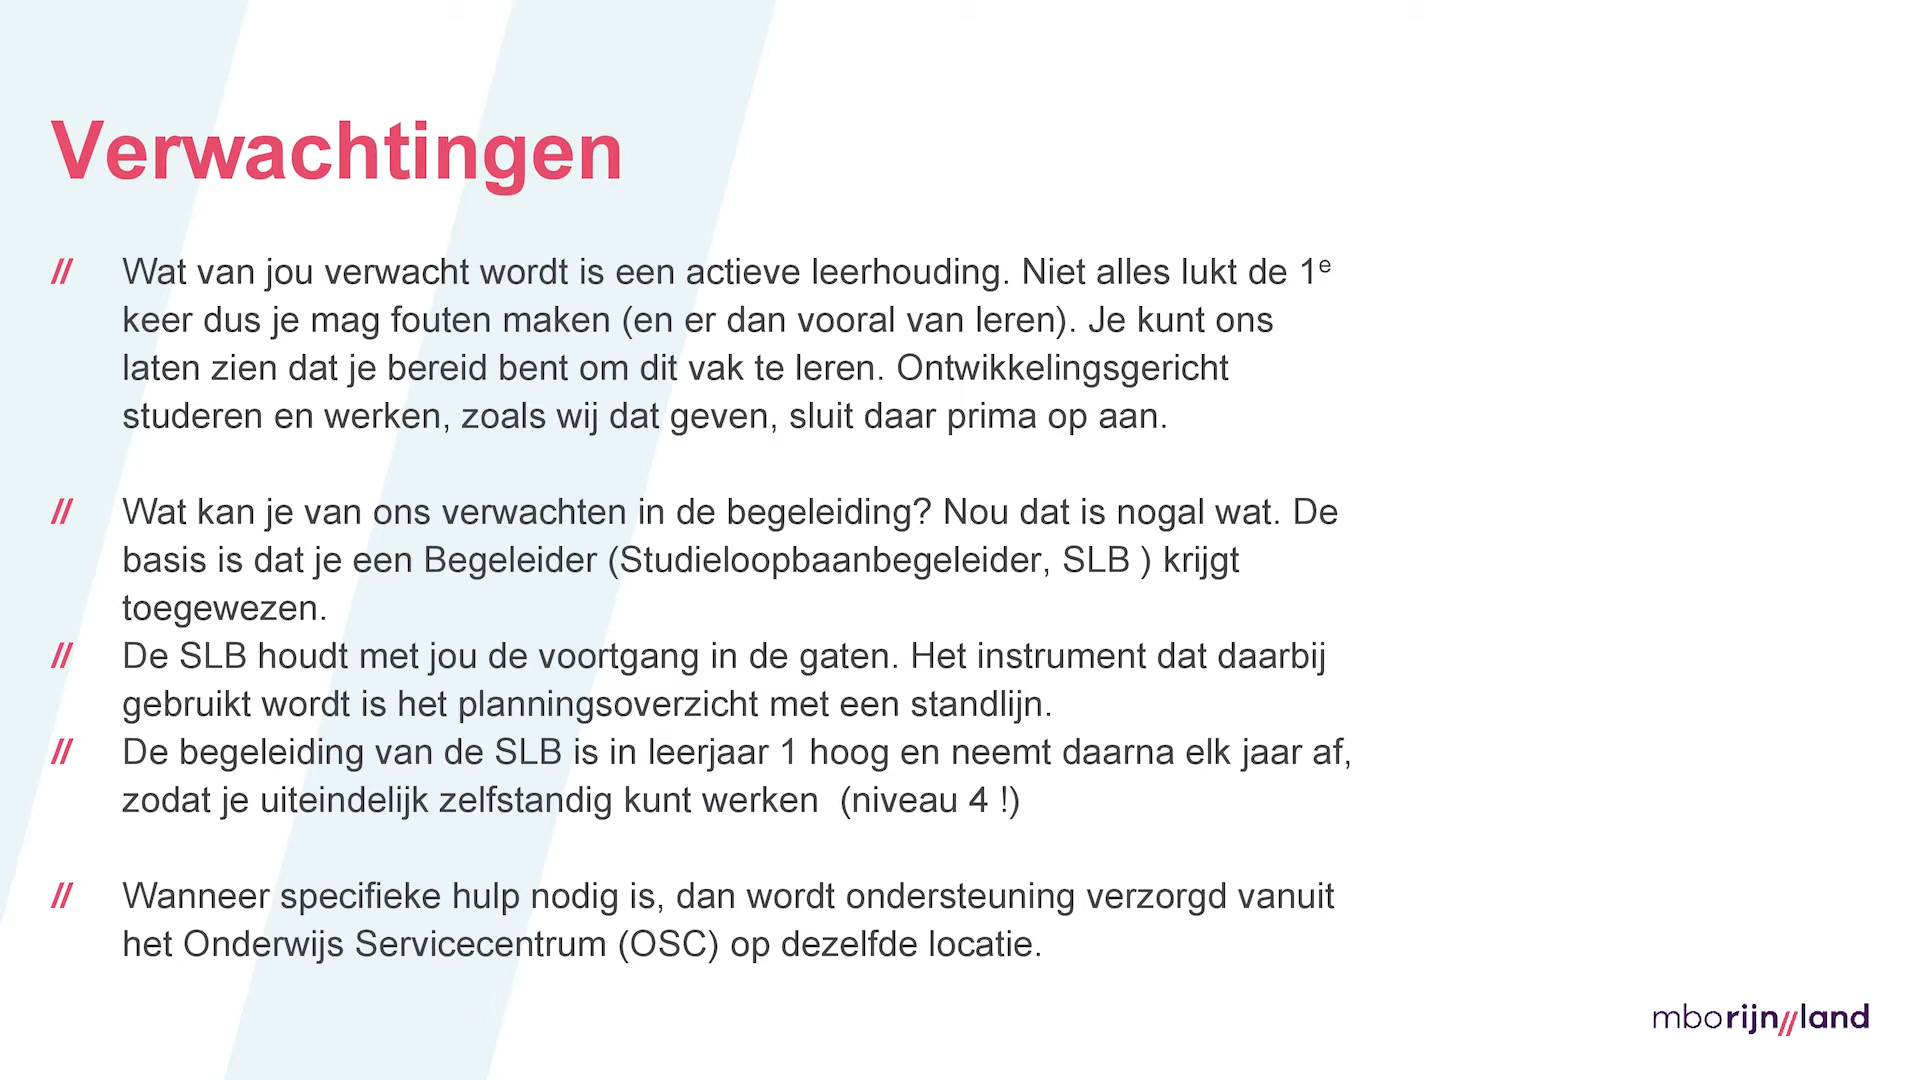 Verwachtingen
// Wat van jou verwacht wordt is een actieve leerhouding. Niet alles lukt de 1e
keer dus je mag fouten maken (en er dan vooral van leren). Je kunt ons
laten zien dat je bereid bent om dit vak te leren. Ontwikkelingsgericht
studeren en werken, zoals wij dat geven, sluit daar prima op aan.
// Wat kan je van ons verwachten in de begeleiding? Nou dat is nogal wat. De
basis is dat je een Begeleider (Studieloopbaanbegeleider, SLB ) krijgt
toegewezen.
// De SLB houdt met jou de voortgang in de gaten. Het instrument dat daarbij
gebruikt wordt is het planningsoverzicht met een standlijn.
// De begeleiding van de SLB is in leerjaar 1 hoog en neemt daarna elk jaar af,
zodat je uiteindelijk zelfstandig kunt werken  (niveau 4 !)
// Wanneer specifieke hulp nodig is, dan wordt ondersteuning verzorgd vanuit
het Onderwijs Servicecentrum (OSC) op dezelfde locatie.
mborijn//land